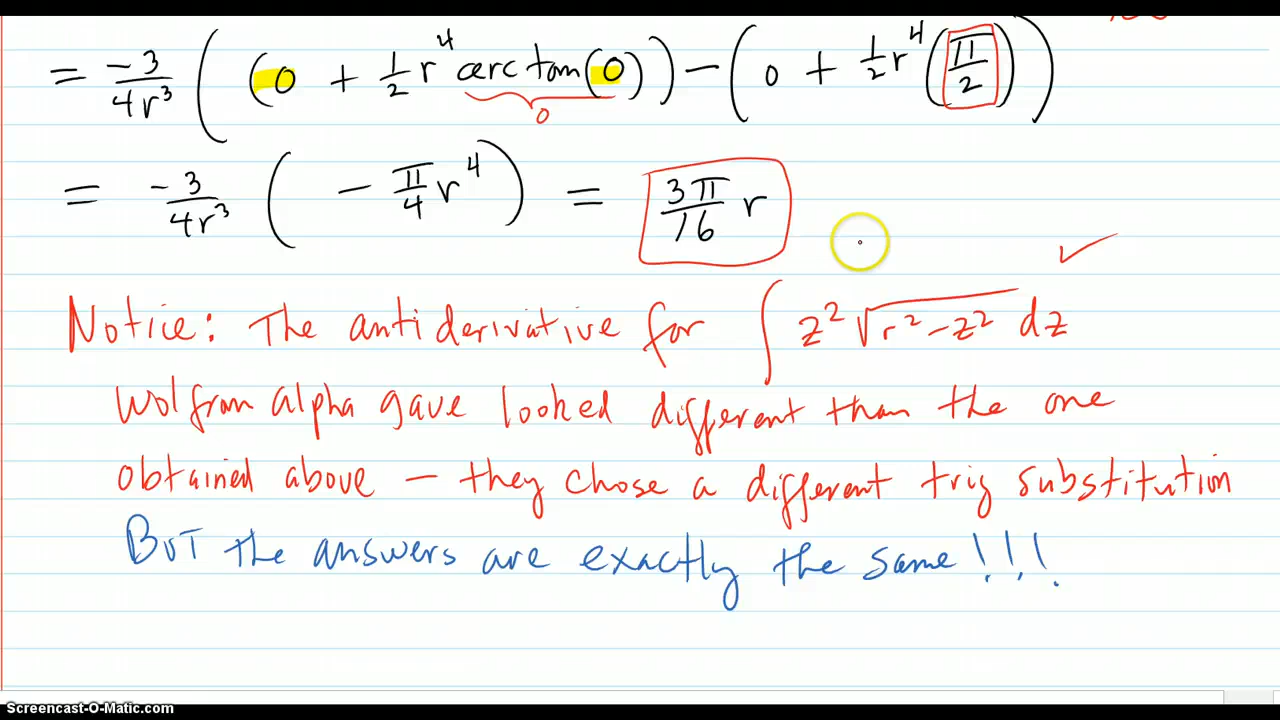 = -3/4r³ ( (0 + 1/2 r⁴ arctan(0)) - (0 + 1/2 r⁴ (π/2) )
0
= -3/4r³ ( - π/4 r⁴ ) = 3π/16 r
Notice: The antiderivative for ∫ z² √r² - z² dz ✓
Wolfram alpha gave looked different than the one
obtained above - they chose a different trig substitution
But the answers are exactly the same!!!
Screencast-O-Matic.com